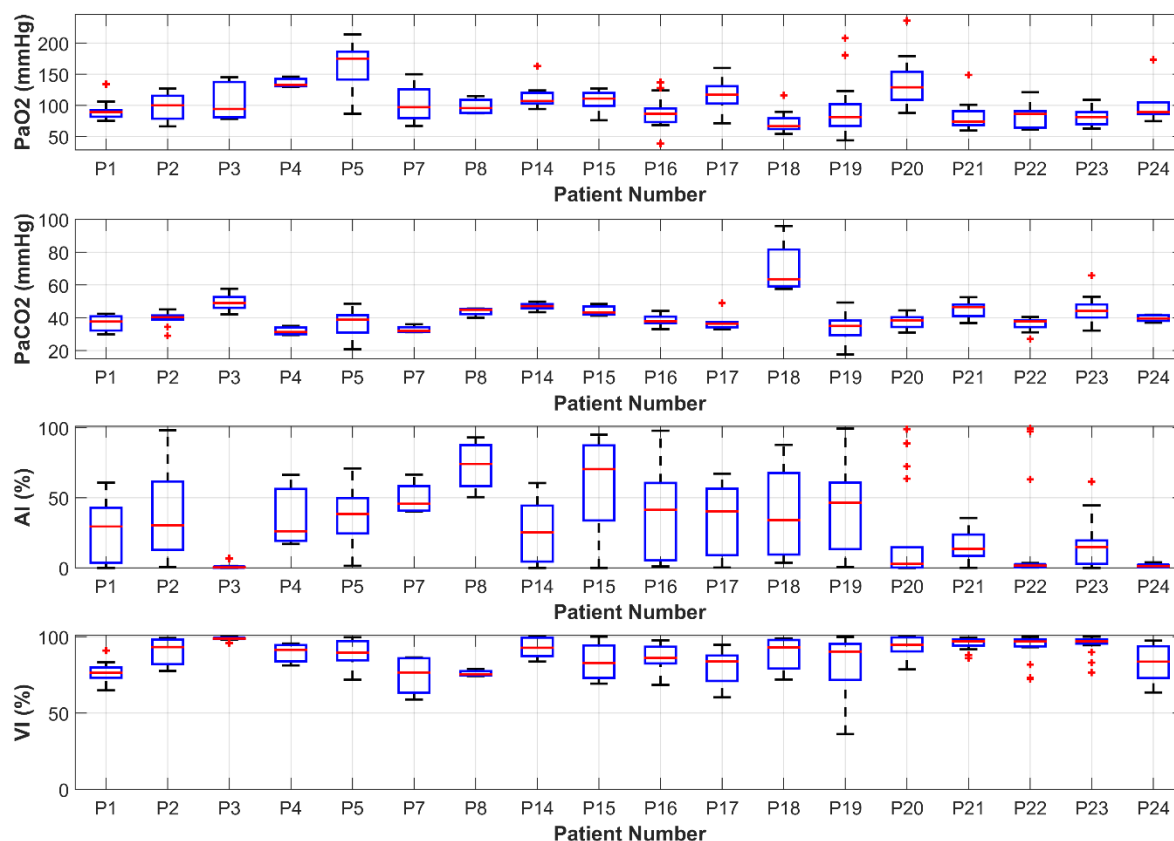 PaO2 (mmHg)
200
150
100
50
P1 P2 P3 P4 P5 P7 P8 P14 P15 P16 P17 P18 P19 P20 P21 P22 P23 P24
Patient Number
PaCO2 (mmHg)
100
80
60
40
20
P1 P2 P3 P4 P5 P7 P8 P14 P15 P16 P17 P18 P19 P20 P21 P22 P23 P24
Patient Number
AI (%)
100
50
0
P1 P2 P3 P4 P5 P7 P8 P14 P15 P16 P17 P18 P19 P20 P21 P22 P23 P24
Patient Number
VI (%)
100
50
0
P1 P2 P3 P4 P5 P7 P8 P14 P15 P16 P17 P18 P19 P20 P21 P22 P23 P24
Patient Number